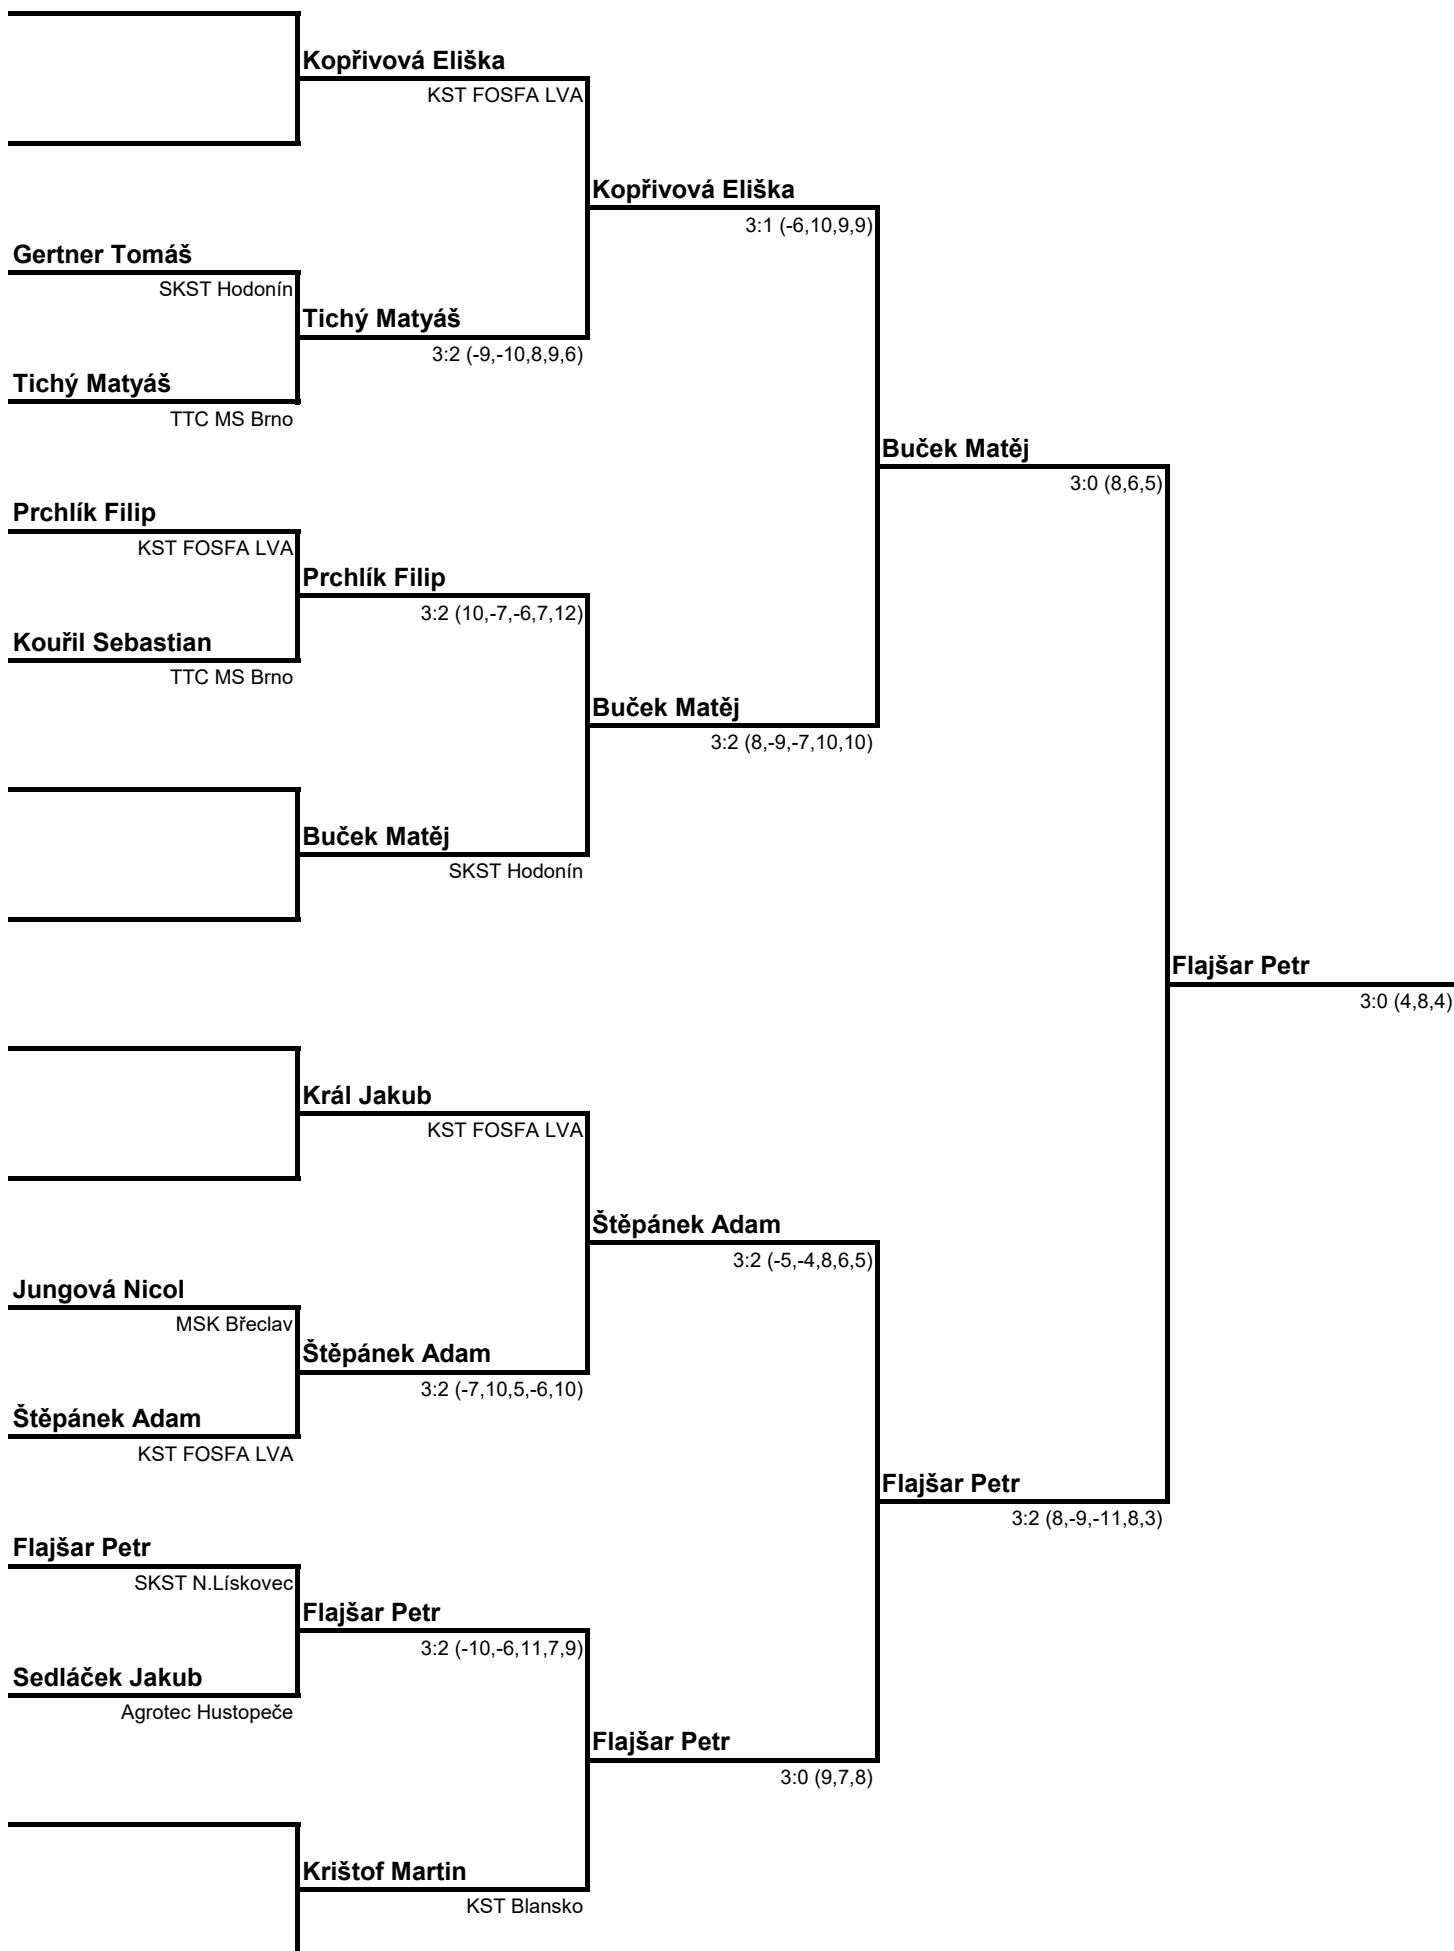 Kopřivová Eliška
KST FOSFA LVA
Kopřivová Eliška
3:1 (-6,10,9,9)
Gertner Tomáš
SKST Hodonín
Tichý Matyáš
3:2 (-9,-10,8,9,6)
Tichý Matyáš
TTC MS Brno
Buček Matěj
3:0 (8,6,5)
Prchlík Filip
KST FOSFA LVA
Prchlík Filip
3:2 (10,-7,-6,7,12)
Kouřil Sebastian
TTC MS Brno
Buček Matěj
3:2 (8,-9,-7,10,10)
Buček Matěj
SKST Hodonín
Flajšar Petr
3:0 (4,8,4)
Král Jakub
KST FOSFA LVA
Štěpánek Adam
3:2 (-5,-4,8,6,5)
Jungová Nicol
MSK Břeclav
Štěpánek Adam
3:2 (-7,10,5,-6,10)
Štěpánek Adam
KST FOSFA LVA
Flajšar Petr
3:2 (8,-9,-11,8,3)
Flajšar Petr
SKST N.Lískovec
Flajšar Petr
3:2 (-10,-6,11,7,9)
Sedláček Jakub
Agrotec Hustopeče
Flajšar Petr
3:0 (9,7,8)
Krištof Martin
KST Blansko